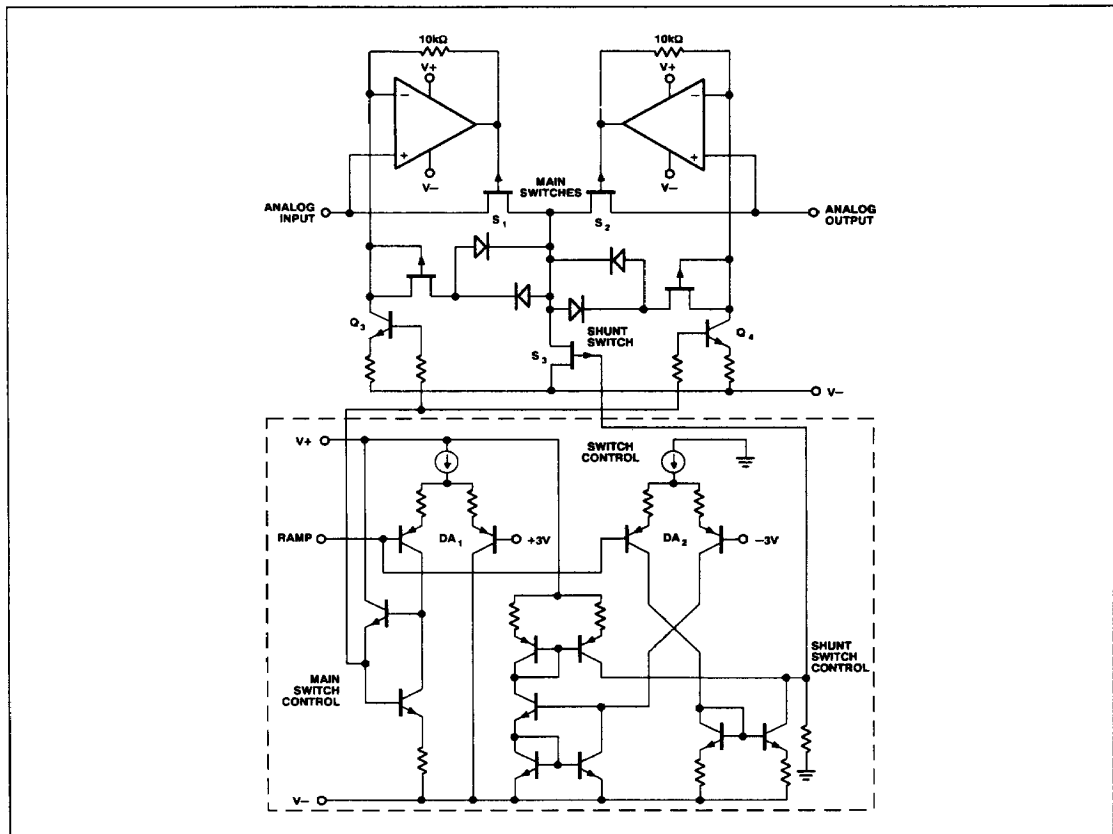 10kΩ 10kΩ
V+ V+
− −
+ +
V− V−
MAIN
SWITCHES
ANALOG
INPUT
S1 S2
ANALOG
OUTPUT
Q3
SHUNT
SWITCH
Q4
S3
V−
V+
SWITCH
CONTROL
RAMP
DA1
+3V
DA2
−3V
MAIN
SWITCH
CONTROL
SHUNT
SWITCH
CONTROL
V−